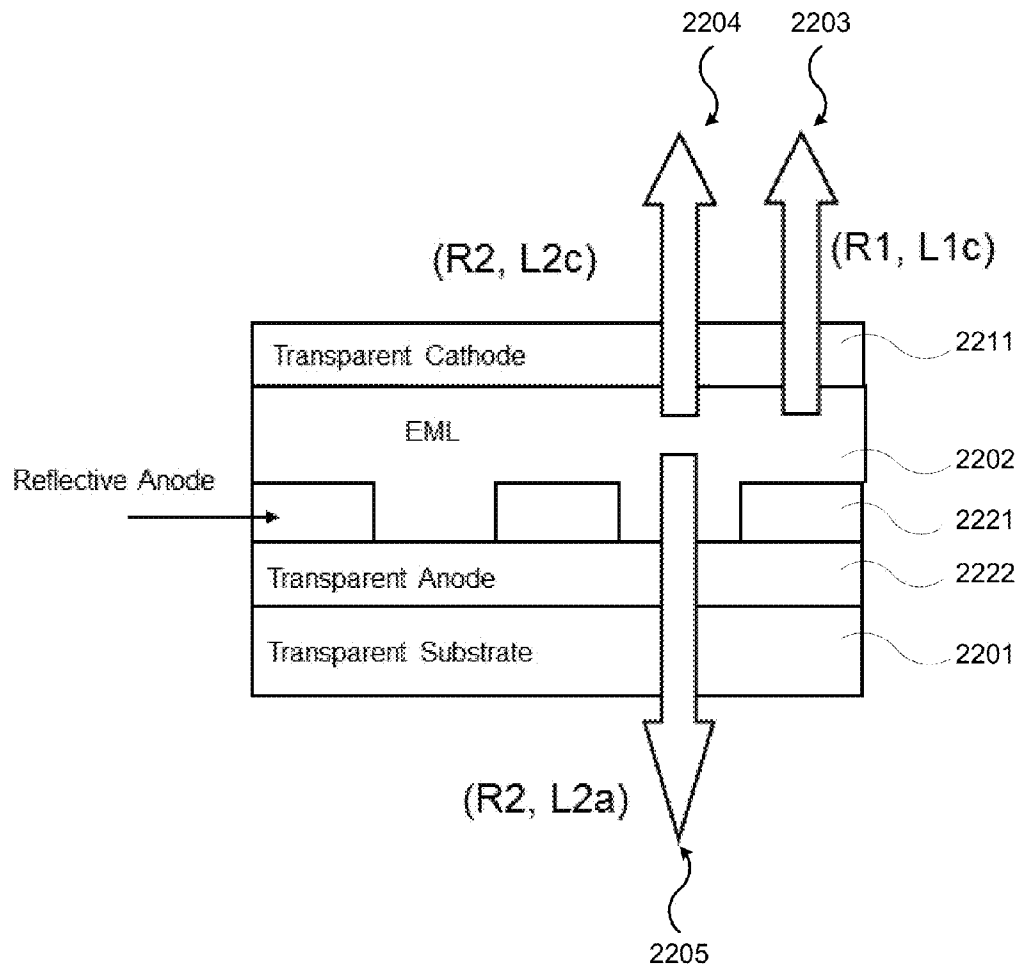 2204
2203
(R2, L2c)
(R1, L1c)
2211
Transparent Cathode
EML
2202
Reflective Anode
2221
2222
Transparent Anode
2201
Transparent Substrate
(R2, L2a)
2205